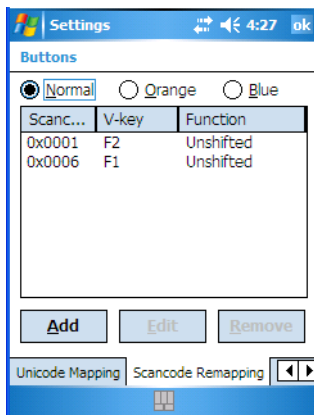 Settings 4:27 ok
Buttons
Normal Orange Blue
Scanc... V-key Function
0x0001 F2 Unshifted
0x0006 F1 Unshifted
Add Edit Remove
Unicode Mapping Scancode Remapping